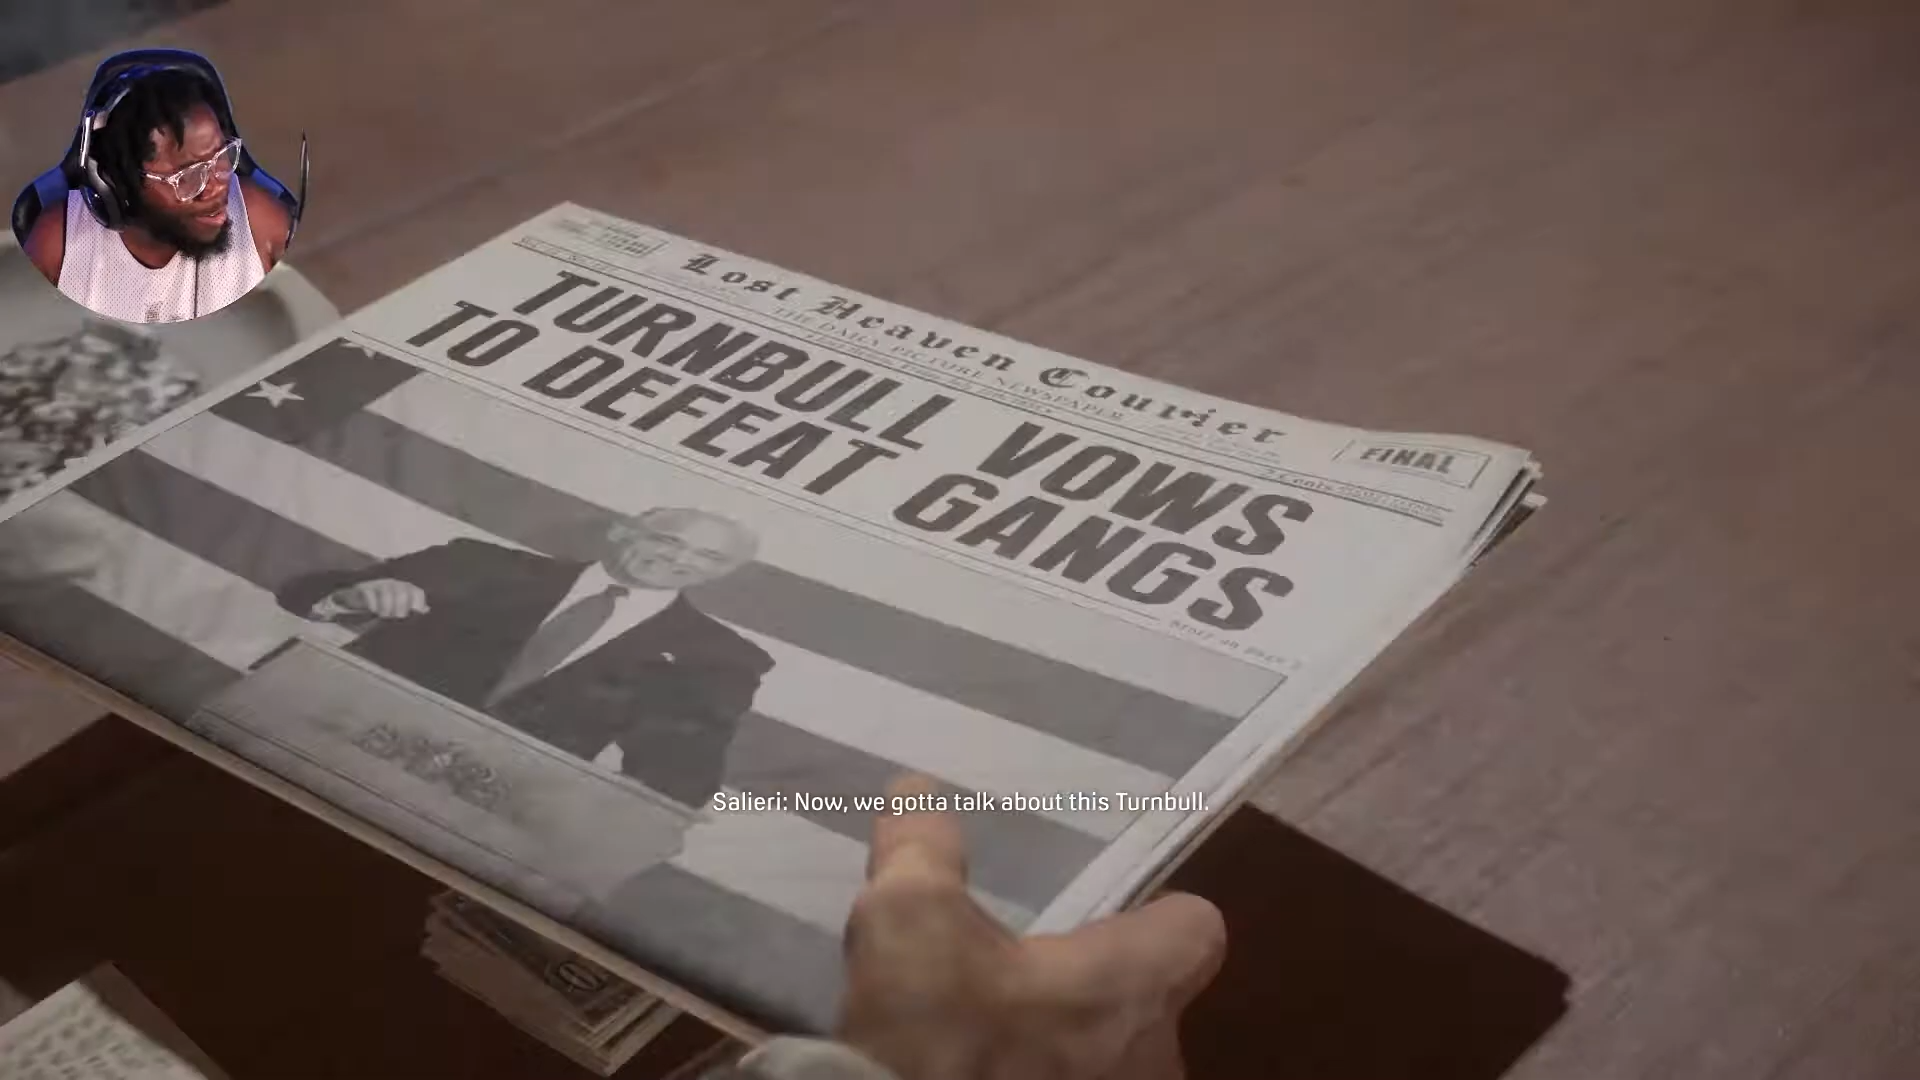 Lost Heaven Courier
THE DAILY PICTURE NEWSPAPER
FINAL
TURNBULL VOWS
TO DEFEAT GANGS
Salieri: Now, we gotta talk about this Turnbull.